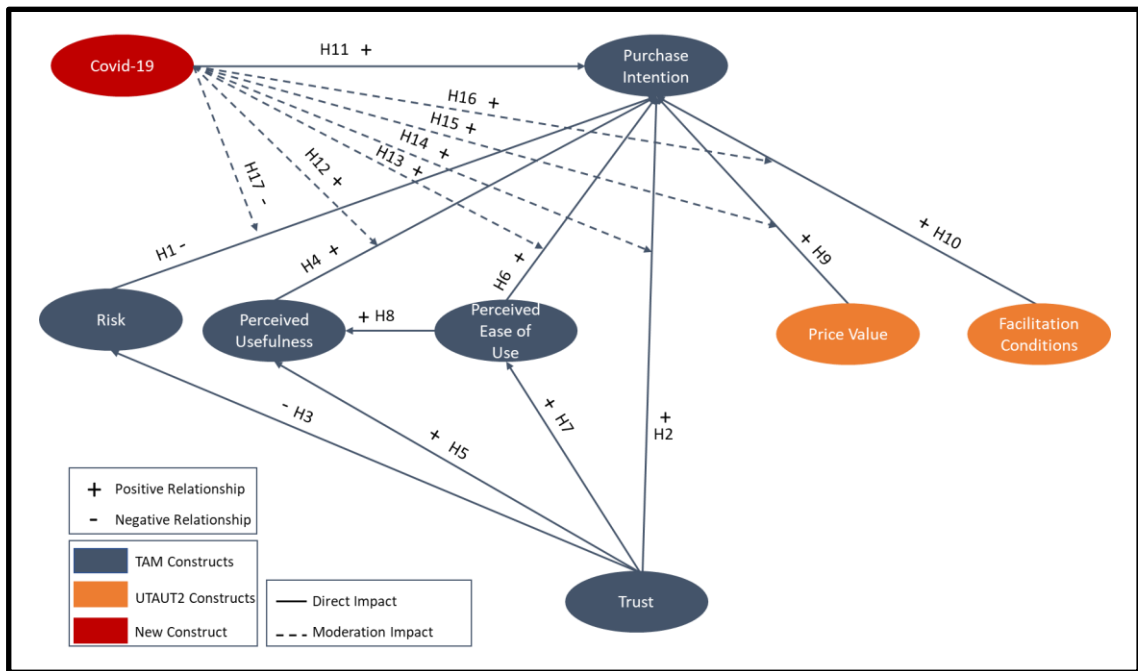 Covid-19
H11 +
Purchase
Intention
H16 +
H15 +
H14 +
H13 +
H12 +
H17 -
H1 -
H4 +
H6 +
+ H9
+ H10
Risk
Perceived
Usefulness
+ H8
Perceived
Ease of
Use
Price Value
Facilitation
Conditions
- H3
+ H5
+ H7
+
H2
Trust
+ Positive Relationship
- Negative Relationship
TAM Constructs
UTAUT2 Constructs
New Construct
Direct Impact
Moderation Impact